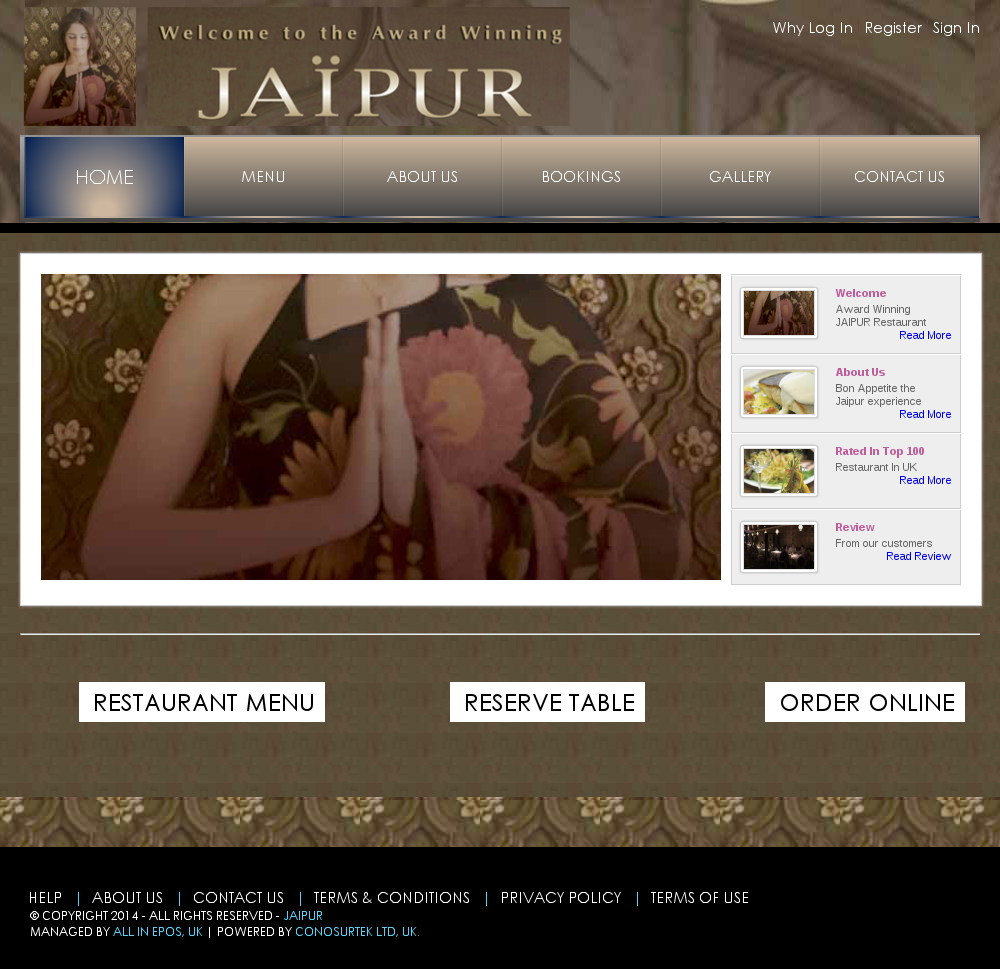 Welcome to the Award Winning
JAÏPUR
Why Log In Register Sign In
HOME MENU ABOUT US BOOKINGS GALLERY CONTACT US
Welcome
Award Winning
JAIPUR Restaurant
Read More
About Us
Bon Appetite the
Jaipur experience
Read More
Rated In Top 100
Restaurant In UK
Read More
Review
From our customers
Read Review
RESTAURANT MENU RESERVE TABLE ORDER ONLINE
HELP | ABOUT US | CONTACT US | TERMS & CONDITIONS | PRIVACY POLICY | TERMS OF USE
© COPYRIGHT 2014 - ALL RIGHTS RESERVED - JAIPUR
MANAGED BY ALL IN EPOS, UK | POWERED BY CONOSURTEK LTD, UK.